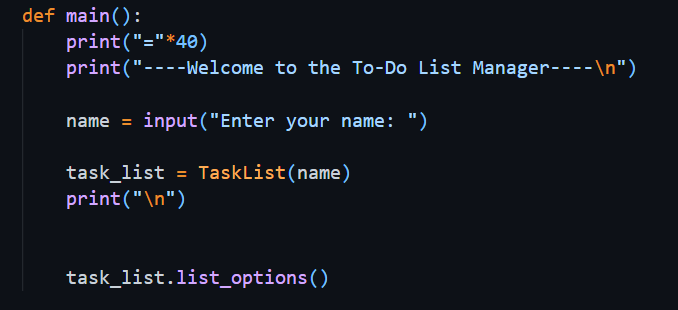 def main():
    print("="*40)
    print("----Welcome to the To-Do List Manager----\n")
    name = input("Enter your name: ")
    task_list = TaskList(name)
    print("\n")
    task_list.list_options()